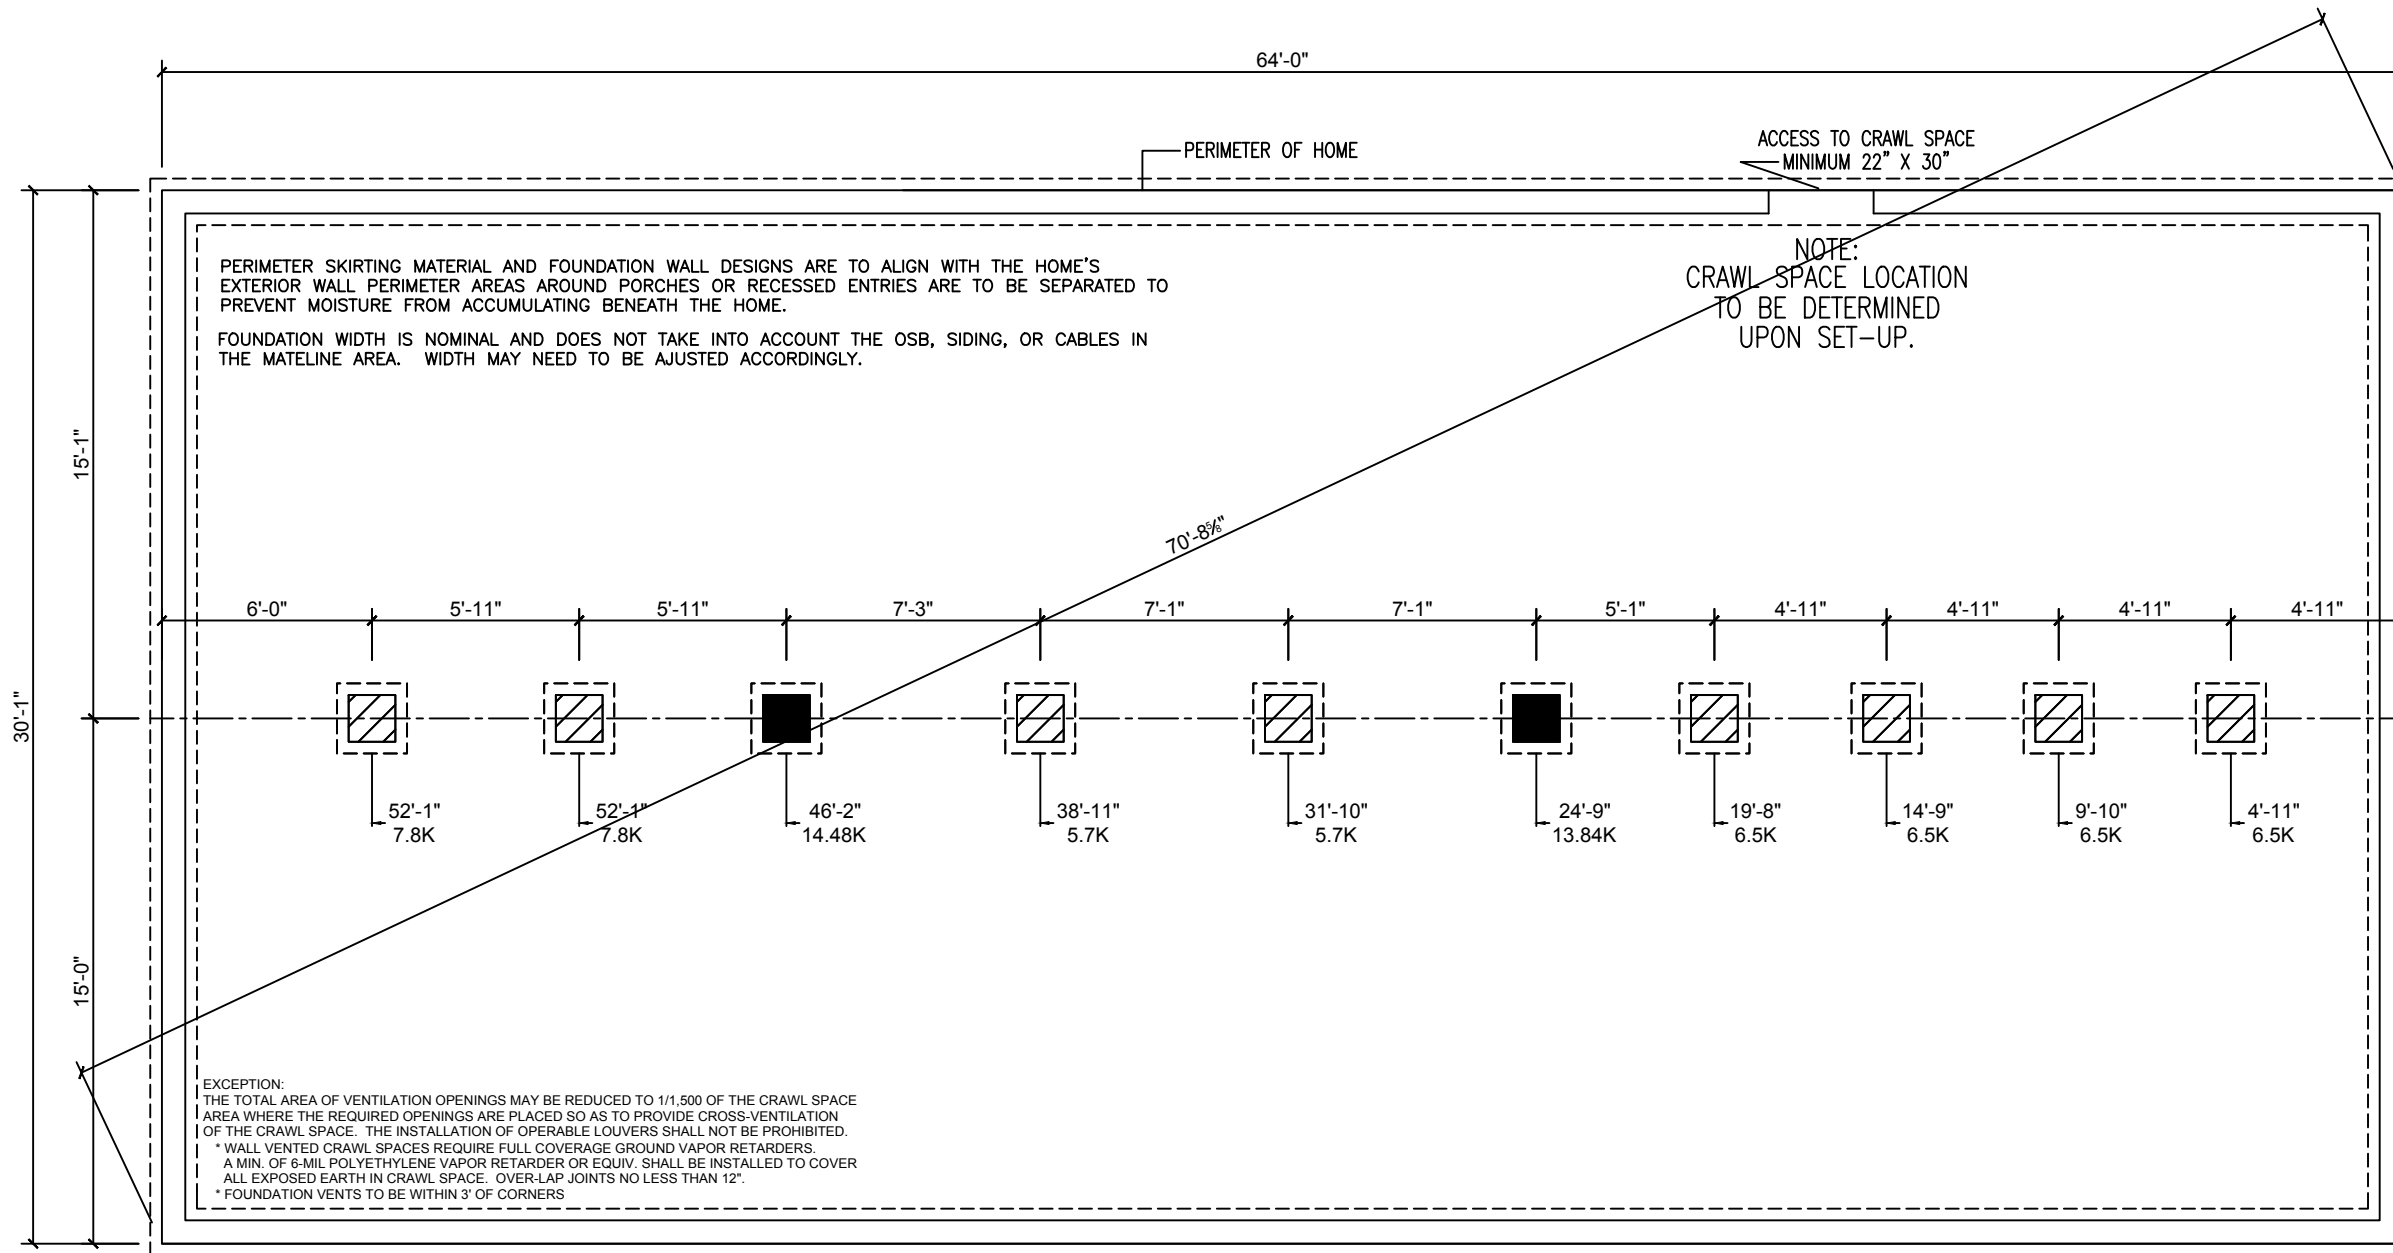 64'-0"
PERIMETER OF HOME
ACCESS TO CRAWL SPACE
MINIMUM 22" X 30"
PERIMETER SKIRTING MATERIAL AND FOUNDATION WALL DESIGNS ARE TO ALIGN WITH THE HOME'S
EXTERIOR WALL PERIMETER AREAS AROUND PORCHES OR RECESSED ENTRIES ARE TO BE SEPARATED TO
PREVENT MOISTURE FROM ACCUMULATING BENEATH THE HOME.
FOUNDATION WIDTH IS NOMINAL AND DOES NOT TAKE INTO ACCOUNT THE OSB, SIDING, OR CABLES IN
THE MATELINE AREA. WIDTH MAY NEED TO BE AJUSTED ACCORDINGLY.
NOTE:
CRAWL SPACE LOCATION
TO BE DETERMINED
UPON SET-UP.
15'-1"
30'-1"
15'-0"
70'-8⅝"
6'-0" 5'-11" 5'-11" 7'-3" 7'-1" 7'-1" 5'-1" 4'-11" 4'-11" 4'-11" 4'-11"
52'-1" 52'-1" 46'-2" 38'-11" 31'-10" 24'-9" 19'-8" 14'-9" 9'-10" 4'-11"
7.8K 7.8K 14.48K 5.7K 5.7K 13.84K 6.5K 6.5K 6.5K 6.5K
EXCEPTION:
THE TOTAL AREA OF VENTILATION OPENINGS MAY BE REDUCED TO 1/1,500 OF THE CRAWL SPACE
AREA WHERE THE REQUIRED OPENINGS ARE PLACED SO AS TO PROVIDE CROSS-VENTILATION
OF THE CRAWL SPACE. THE INSTALLATION OF OPERABLE LOUVERS SHALL NOT BE PROHIBITED.
* WALL VENTED CRAWL SPACES REQUIRE FULL COVERAGE GROUND VAPOR RETARDERS.
A MIN. OF 6-MIL POLYETHYLENE VAPOR RETARDER OR EQUIV. SHALL BE INSTALLED TO COVER
ALL EXPOSED EARTH IN CRAWL SPACE. OVER-LAP JOINTS NO LESS THAN 12".
* FOUNDATION VENTS TO BE WITHIN 3' OF CORNERS